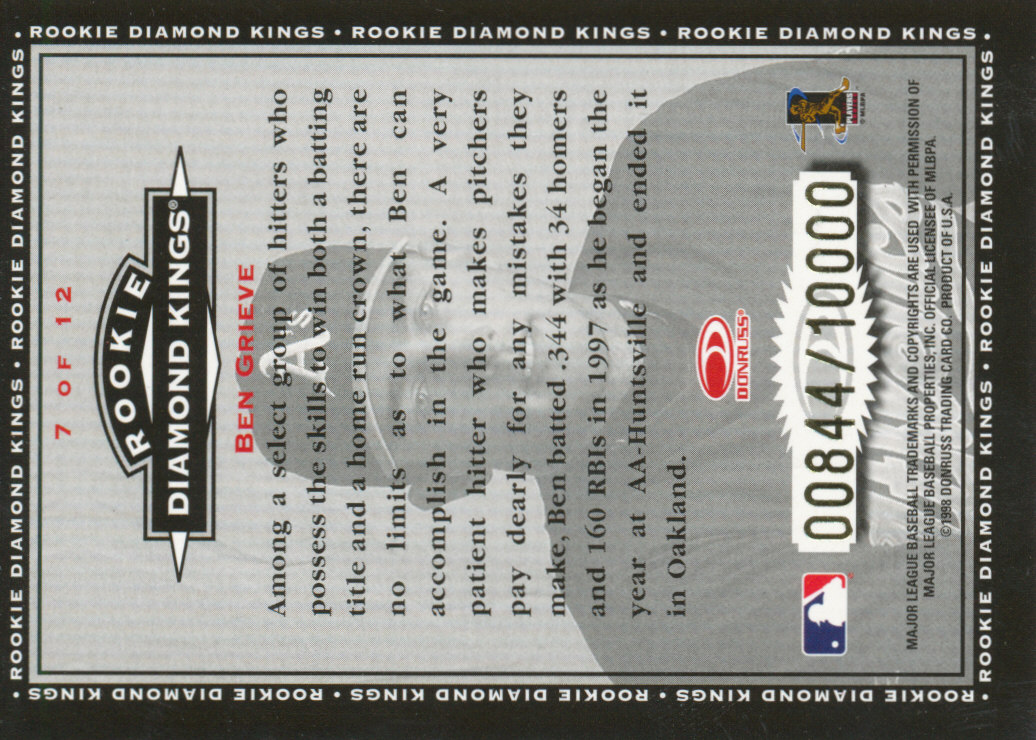 ROOKIE DIAMOND KINGS • ROOKIE DIAMOND KINGS •
ROOKIE DIAMOND KINGS • ROOKIE DIAMOND KINGS • ROOKIE DIAMOND KINGS •
7 OF 12
ROOKIE
DIAMOND KINGS®
BEN GRIEVE
A's
Among a select group of hitters who
possess the skills to win both a batting
title and a home run crown, there are
no limits as to what Ben can
accomplish in the game. A very
patient hitter who makes pitchers
pay dearly for any mistakes they
make, Ben batted .344 with 34 homers
and 160 RBIs in 1997 as he began the
year at AA-Huntsville and ended it
in Oakland.
DONRUSS®
0844/10000
PLAYERS
© MLBPA
MAJOR LEAGUE BASEBALL TRADEMARKS AND COPYRIGHTS ARE USED WITH PERMISSION OF
MAJOR LEAGUE BASEBALL PROPERTIES, INC. OFFICIAL LICENSEE OF MLBPA.
©1998 DONRUSS TRADING CARD CO. PRODUCT OF U.S.A.
ROOKIE DIAMOND KINGS • ROOKIE DIAMOND KINGS •
ROOKIE DIAMOND KINGS • ROOKIE DIAMOND KINGS • ROOKIE DIAMOND KINGS •